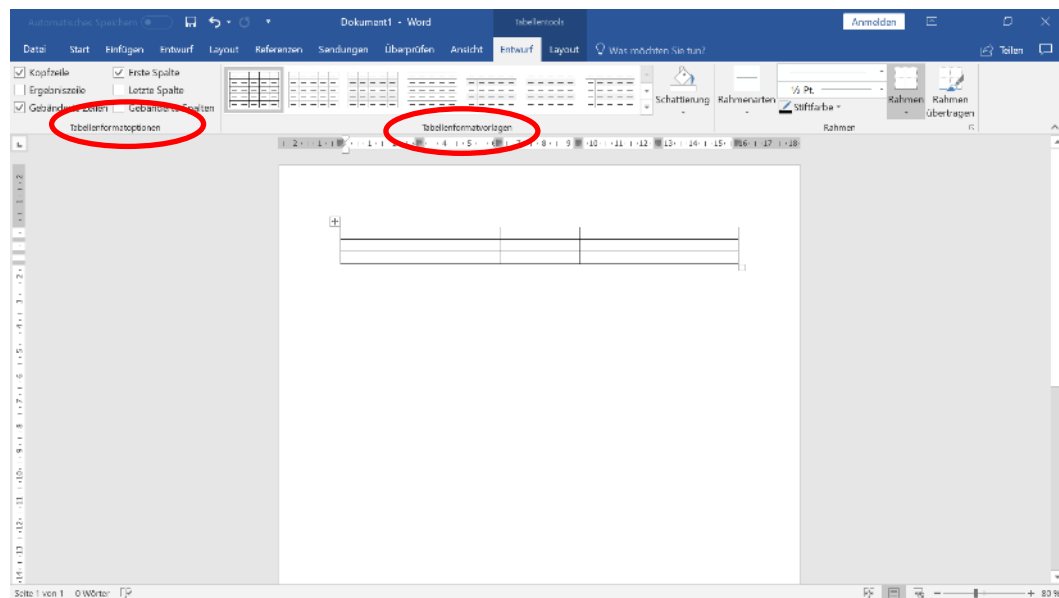 Automatisches Speichern Dokument1 - Word Tabellentools Anmelden
Datei Start Einfügen Entwurf Layout Referenzen Sendungen Überprüfen Ansicht Entwurf Layout Was möchten Sie tun? Teilen
Kopfzeile Erste Spalte
Ergebniszeile Letzte Spalte
Gebänderte Zeilen Gebänderte Spalten
Schattierung Rahmenarten
½ Pt.
Stiftfarbe
Rahmen Rahmen übertragen
Tabellenformatoptionen Tabellenformatvorlagen Rahmen
Seite 1 von 1 0 Wörter 80 %